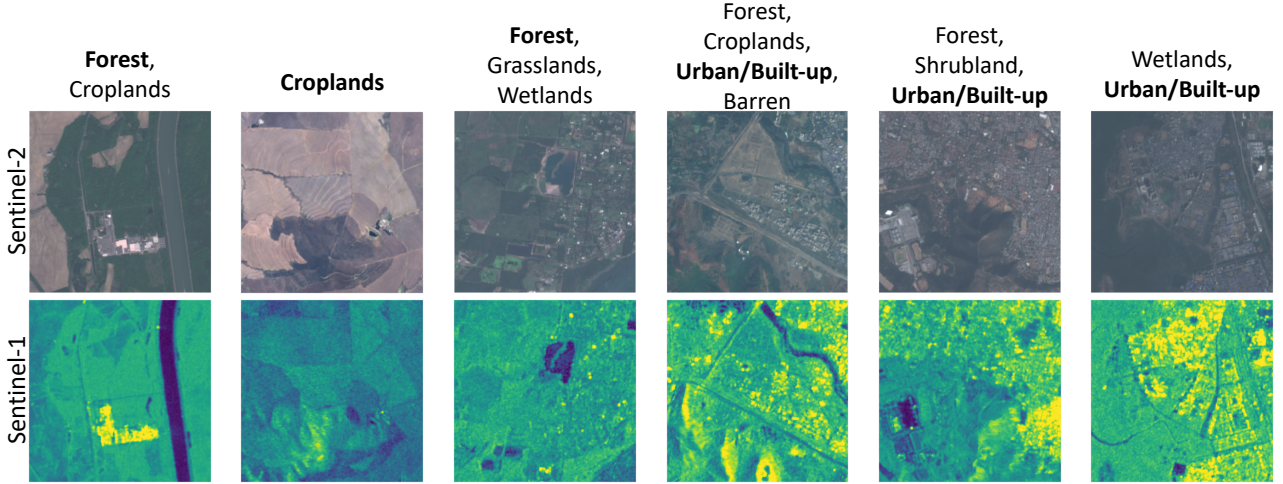 Forest,
Croplands
Croplands
Forest,
Grasslands,
Wetlands
Forest,
Croplands,
Urban/Built-up,
Barren
Forest,
Shrubland,
Urban/Built-up
Wetlands,
Urban/Built-up
Sentinel-2
Sentinel-1